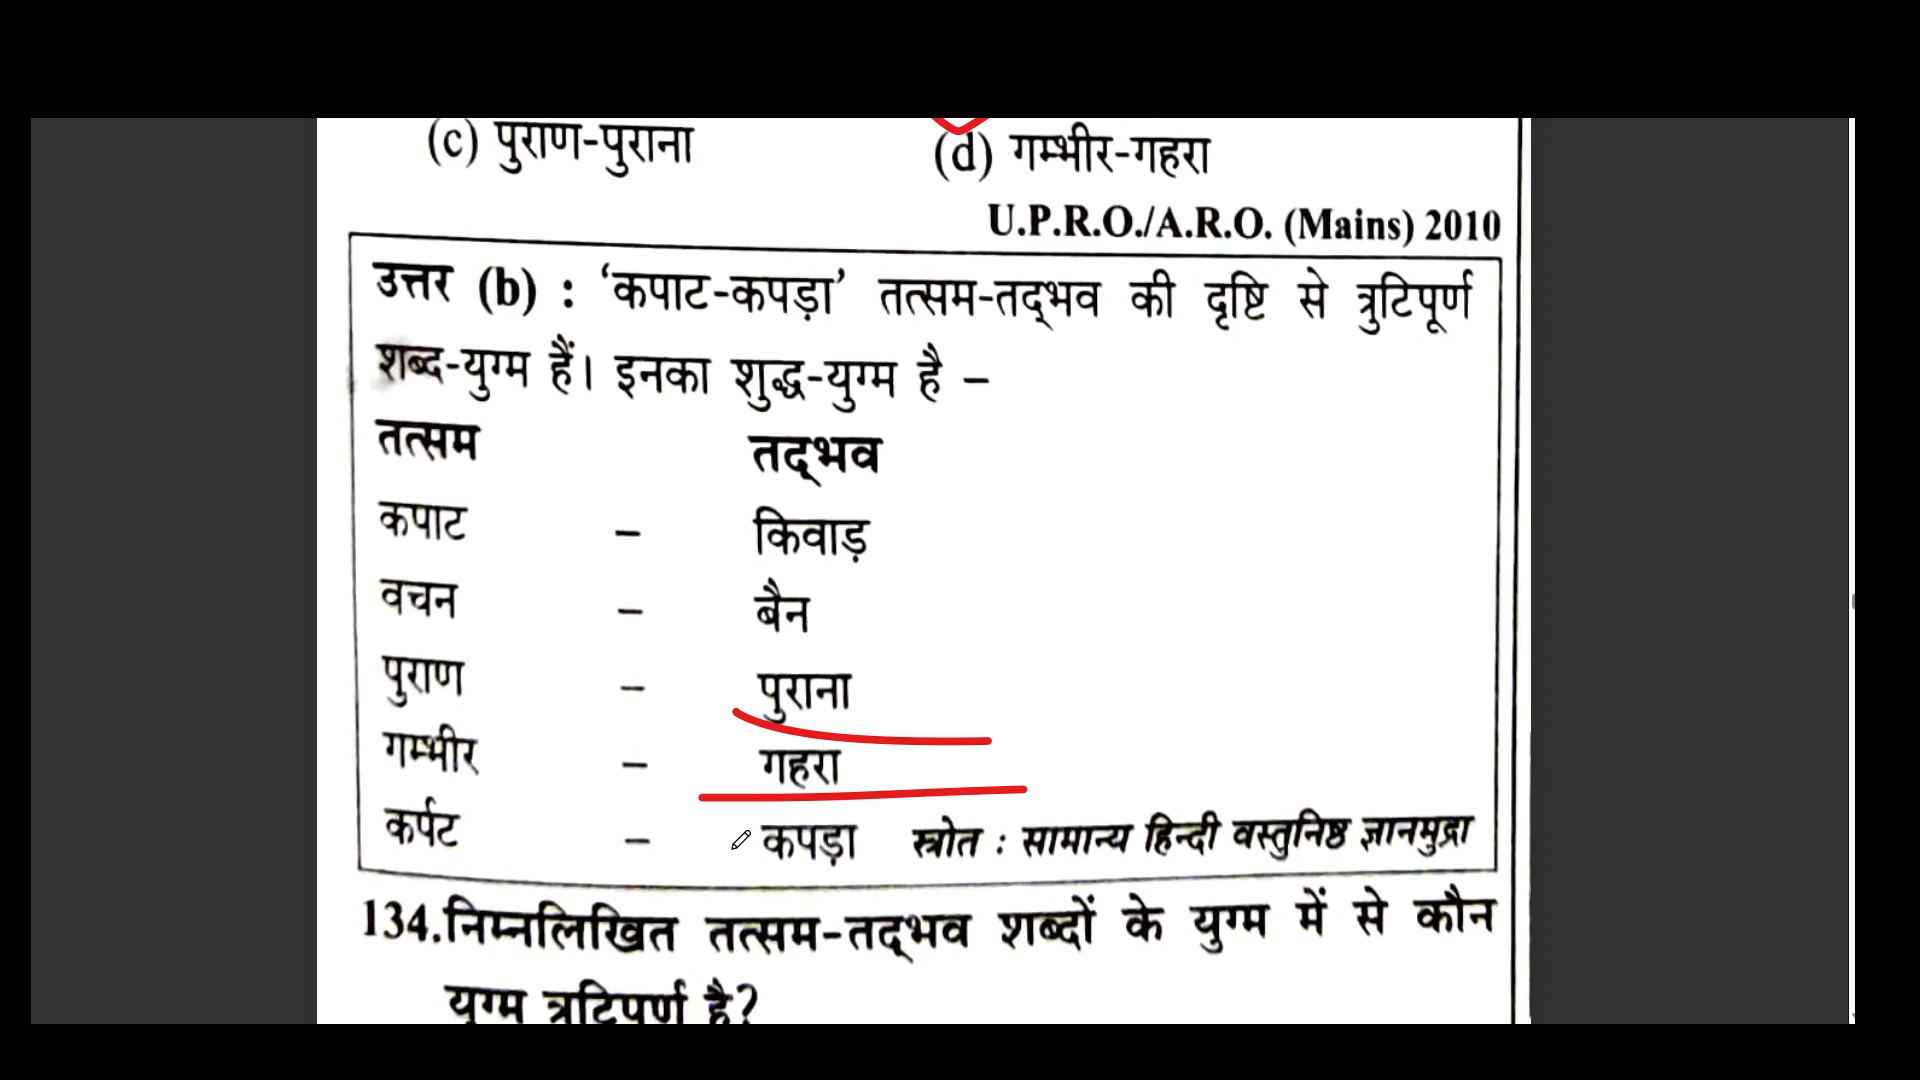 (c) पुराण-पुराना (d) गम्भीर-गहरा
U.P.R.O./A.R.O. (Mains) 2010
उत्तर (b) : ‘कपाट-कपड़ा’ तत्सम-तद्भव की दृष्टि से त्रुटिपूर्ण
शब्द-युग्म हैं। इनका शुद्ध-युग्म है –
तत्सम तद्भव
कपाट – किवाड़
वचन – बैन
पुराण – पुराना
गम्भीर – गहरा
कर्पट – कपड़ा स्रोत : सामान्य हिन्दी वस्तुनिष्ठ ज्ञानमुद्रा
134.निम्नलिखित तत्सम-तद्भव शब्दों के युग्म में से कौन
युग्म त्रुटिपूर्ण है?